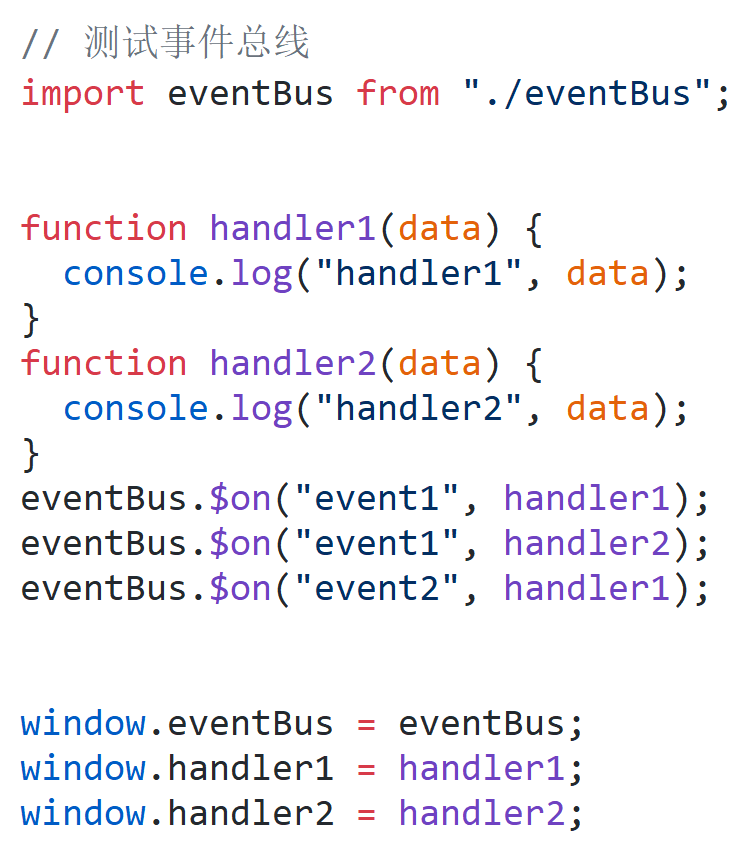 // 测试事件总线
import eventBus from "./eventBus";
function handler1(data) {
  console.log("handler1", data);
}
function handler2(data) {
  console.log("handler2", data);
}
eventBus.$on("event1", handler1);
eventBus.$on("event1", handler2);
eventBus.$on("event2", handler1);
window.eventBus = eventBus;
window.handler1 = handler1;
window.handler2 = handler2;